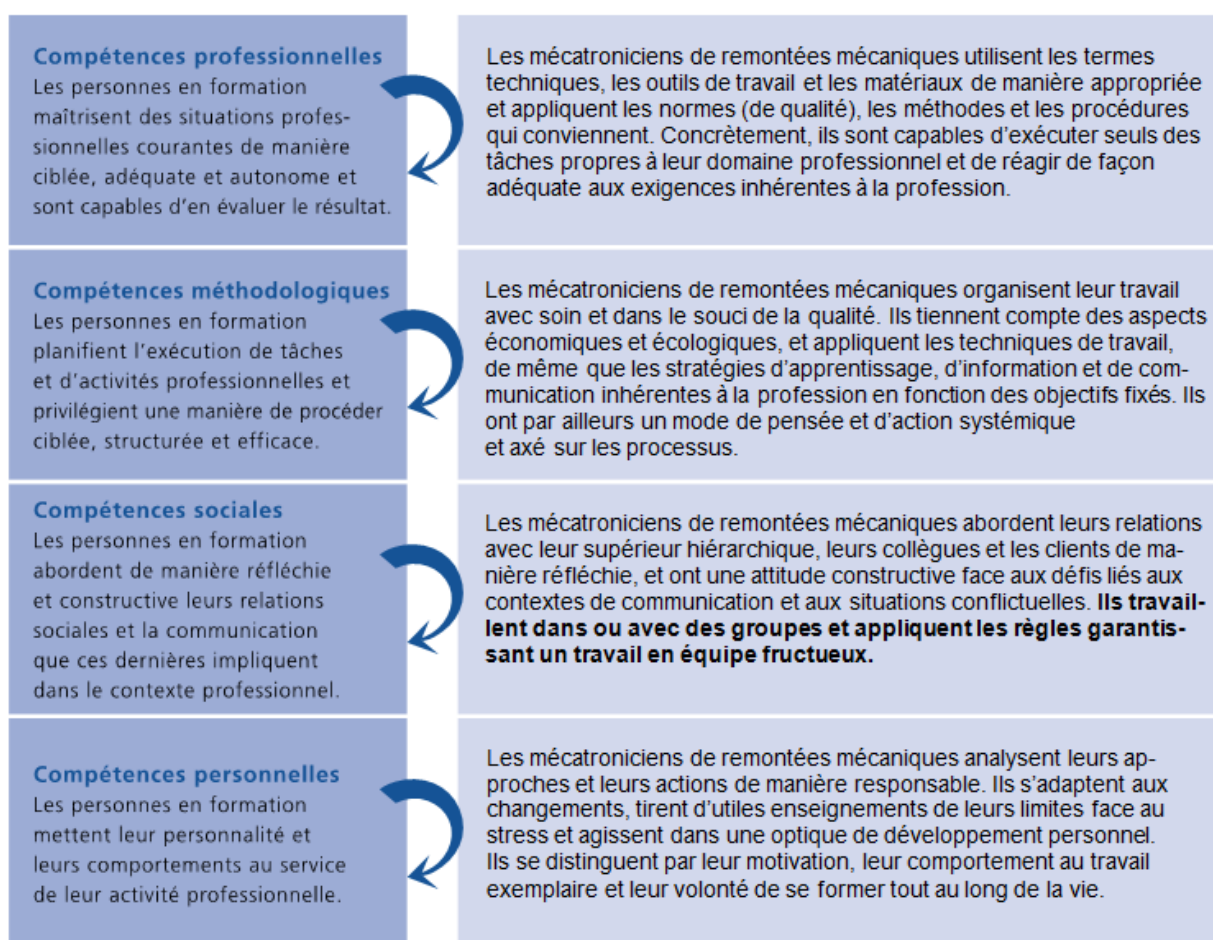 Compétences professionnelles
Les personnes en formation
maîtrisent des situations profes-
sionnelles courantes de manière
ciblée, adéquate et autonome et
sont capables d'en évaluer le résultat.
Les mécatroniciens de remontées mécaniques utilisent les termes
techniques, les outils de travail et les matériaux de manière appropriée
et appliquent les normes (de qualité), les méthodes et les procédures
qui conviennent. Concrètement, ils sont capables d'exécuter seuls des
tâches propres à leur domaine professionnel et de réagir de façon
adéquate aux exigences inhérentes à la profession.
Compétences méthodologiques
Les personnes en formation
planifient l'exécution de tâches
et d'activités professionnelles et
privilégient une manière de procéder
ciblée, structurée et efficace.
Les mécatroniciens de remontées mécaniques organisent leur travail
avec soin et dans le souci de la qualité. Ils tiennent compte des aspects
économiques et écologiques, et appliquent les techniques de travail,
de même que les stratégies d'apprentissage, d'information et de com-
munication inhérentes à la profession en fonction des objectifs fixés. Ils
ont par ailleurs un mode de pensée et d'action systémique
et axé sur les processus.
Compétences sociales
Les personnes en formation
abordent de manière réfléchie
et constructive leurs relations
sociales et la communication
que ces dernières impliquent
dans le contexte professionnel.
Les mécatroniciens de remontées mécaniques abordent leurs relations
avec leur supérieur hiérarchique, leurs collègues et les clients de ma-
nière réfléchie, et ont une attitude constructive face aux défis liés aux
contextes de communication et aux situations conflictuelles. Ils travail-
lent dans ou avec des groupes et appliquent les règles garantis-
sant un travail en équipe fructueux.
Compétences personnelles
Les personnes en formation
mettent leur personnalité et
leurs comportements au service
de leur activité professionnelle.
Les mécatroniciens de remontées mécaniques analysent leurs ap-
proches et leurs actions de manière responsable. Ils s'adaptent aux
changements, tirent d'utiles enseignements de leurs limites face au
stress et agissent dans une optique de développement personnel.
Ils se distinguent par leur motivation, leur comportement au travail
exemplaire et leur volonté de se former tout au long de la vie.